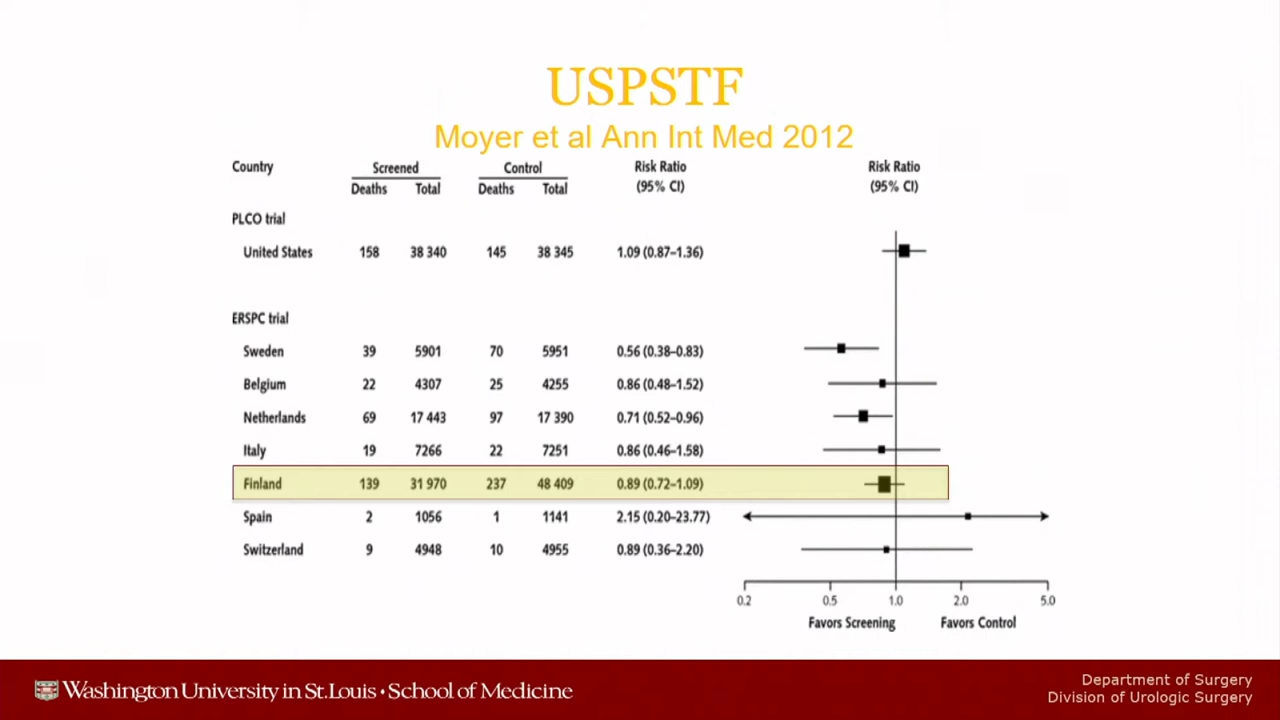 USPSTF
Moyer et al Ann Int Med 2012
Country Screened Control Risk Ratio Risk Ratio
Deaths Total Deaths Total (95% CI) (95% CI)
PLCO trial
United States 158 38 340 145 38 345 1.09 (0.87–1.36)
ERSPC trial
Sweden 39 5901 70 5951 0.56 (0.38–0.83)
Belgium 22 4307 25 4255 0.86 (0.48–1.52)
Netherlands 69 17 443 97 17 390 0.71 (0.52–0.96)
Italy 19 7266 22 7251 0.86 (0.46–1.58)
Finland 139 31 970 237 48 409 0.89 (0.72–1.09)
Spain 2 1056 1 1141 2.15 (0.20–23.77)
Switzerland 9 4948 10 4955 0.89 (0.36–2.20)
0.2 0.5 1.0 2.0 5.0
Favors Screening Favors Control
Washington University in St.Louis • School of Medicine
Department of Surgery
Division of Urologic Surgery